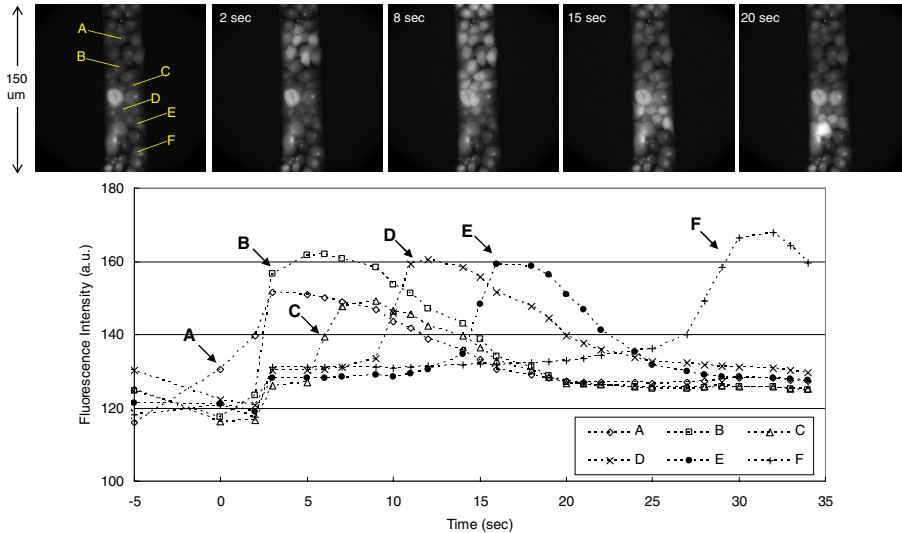 A
B
C
D
E
F
150
um
2 sec
8 sec
15 sec
20 sec
180
160
140
120
100
Fluorescence Intensity (a.u.)
A
B
C
D
E
F
A B C
D E F
-5 0 5 10 15 20 25 30 35
Time (sec)